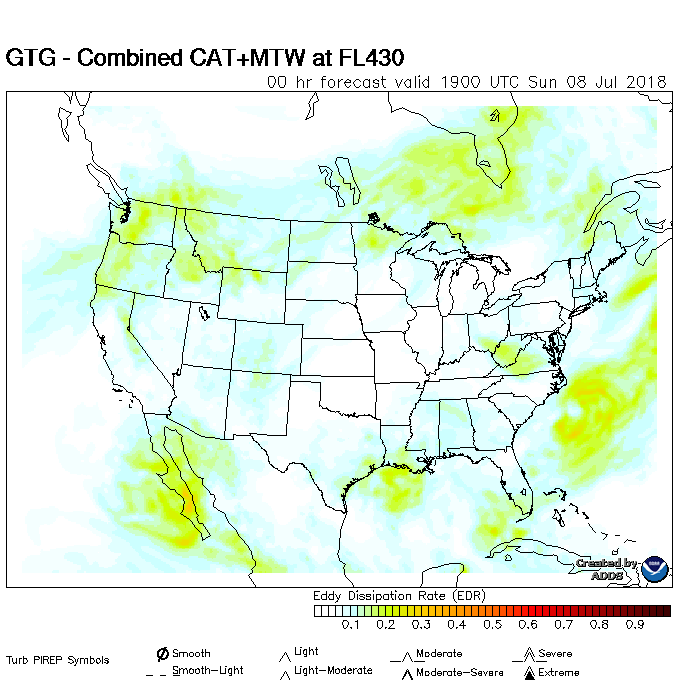 GTG - Combined CAT+MTW at FL430
00 hr forecast valid 1900 UTC Sun 08 Jul 2018
Created by
ADDS
Eddy Dissipation Rate (EDR)
0.1 0.2 0.3 0.4 0.5 0.6 0.7 0.8 0.9
Turb PIREP Symbols
Smooth Light Moderate Severe
Smooth-Light Light-Moderate Moderate-Severe Extreme